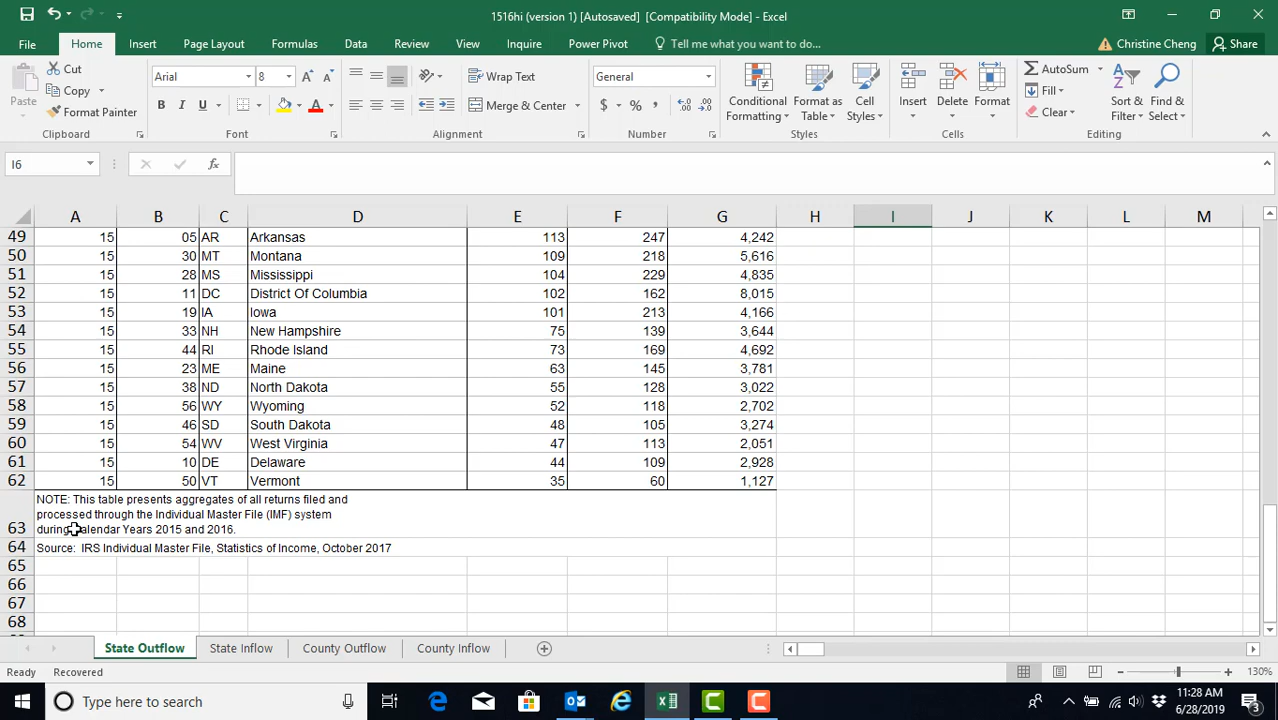 1516hi (version 1) [Autosaved] [Compatibility Mode] - Excel
File Home Insert Page Layout Formulas Data Review View Inquire Power Pivot Tell me what you want to do... Christine Cheng Share
Paste Cut Copy Format Painter Clipboard
Arial 8 A A B I U A Font
Wrap Text Merge & Center Alignment
General $ % , Number
Conditional Formatting Format as Table Cell Styles Styles
Insert Delete Format Cells
AutoSum Fill Clear Sort & Filter Find & Select Editing
I6 fx
A B C D E F G H I J K L M
49 15 05 AR Arkansas 113 247 4,242
50 15 30 MT Montana 109 218 5,616
51 15 28 MS Mississippi 104 229 4,835
52 15 11 DC District Of Columbia 102 162 8,015
53 15 19 IA Iowa 101 213 4,166
54 15 33 NH New Hampshire 75 139 3,644
55 15 44 RI Rhode Island 73 169 4,692
56 15 23 ME Maine 63 145 3,781
57 15 38 ND North Dakota 55 128 3,022
58 15 56 WY Wyoming 52 118 2,702
59 15 46 SD South Dakota 48 105 3,274
60 15 54 WV West Virginia 47 113 2,051
61 15 10 DE Delaware 44 109 2,928
62 15 50 VT Vermont 35 60 1,127
NOTE: This table presents aggregates of all returns filed and
processed through the Individual Master File (IMF) system
63 during calendar Years 2015 and 2016.
64 Source: IRS Individual Master File, Statistics of Income, October 2017
65
66
67
68
State Outflow State Inflow County Outflow County Inflow
Ready Recovered 130%
Type here to search 11:28 AM
6/28/2019 3